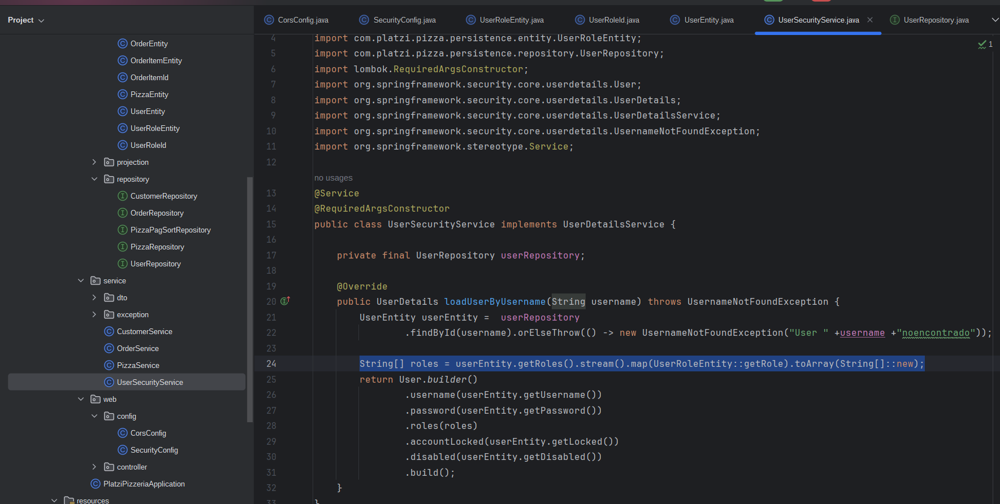 Project
OrderEntity
OrderItemEntity
OrderItemId
PizzaEntity
UserEntity
UserRoleEntity
UserRoleId
projection
repository
CustomerRepository
OrderRepository
PizzaPagSortRepository
PizzaRepository
UserRepository
service
dto
exception
CustomerService
OrderService
PizzaService
UserSecurityService
web
config
CorsConfig
SecurityConfig
controller
PlatziPizzeriaApplication
resources
CorsConfig.java SecurityConfig.java UserRoleEntity.java UserRoleId.java UserEntity.java UserSecurityService.java UserRepository.java
1
4 import com.platzi.pizza.persistence.entity.UserRoleEntity;
5 import com.platzi.pizza.persistence.repository.UserRepository;
6 import lombok.RequiredArgsConstructor;
7 import org.springframework.security.core.userdetails.User;
8 import org.springframework.security.core.userdetails.UserDetails;
9 import org.springframework.security.core.userdetails.UserDetailsService;
10 import org.springframework.security.core.userdetails.UsernameNotFoundException;
11 import org.springframework.stereotype.Service;
12
no usages
13 @Service
14 @RequiredArgsConstructor
15 public class UserSecurityService implements UserDetailsService {
16
17 private final UserRepository userRepository;
18
19 @Override
20 public UserDetails loadUserByUsername(String username) throws UsernameNotFoundException {
21 UserEntity userEntity =  userRepository
22 .findById(username).orElseThrow(() -> new UsernameNotFoundException("User " +username +"noencontrado"));
23
24 String[] roles = userEntity.getRoles().stream().map(UserRoleEntity::getRole).toArray(String[]::new);
25 return User.builder()
26 .username(userEntity.getUsername())
27 .password(userEntity.getPassword())
28 .roles(roles)
29 .accountLocked(userEntity.getLocked())
30 .disabled(userEntity.getDisabled())
31 .build();
32 }
33 }